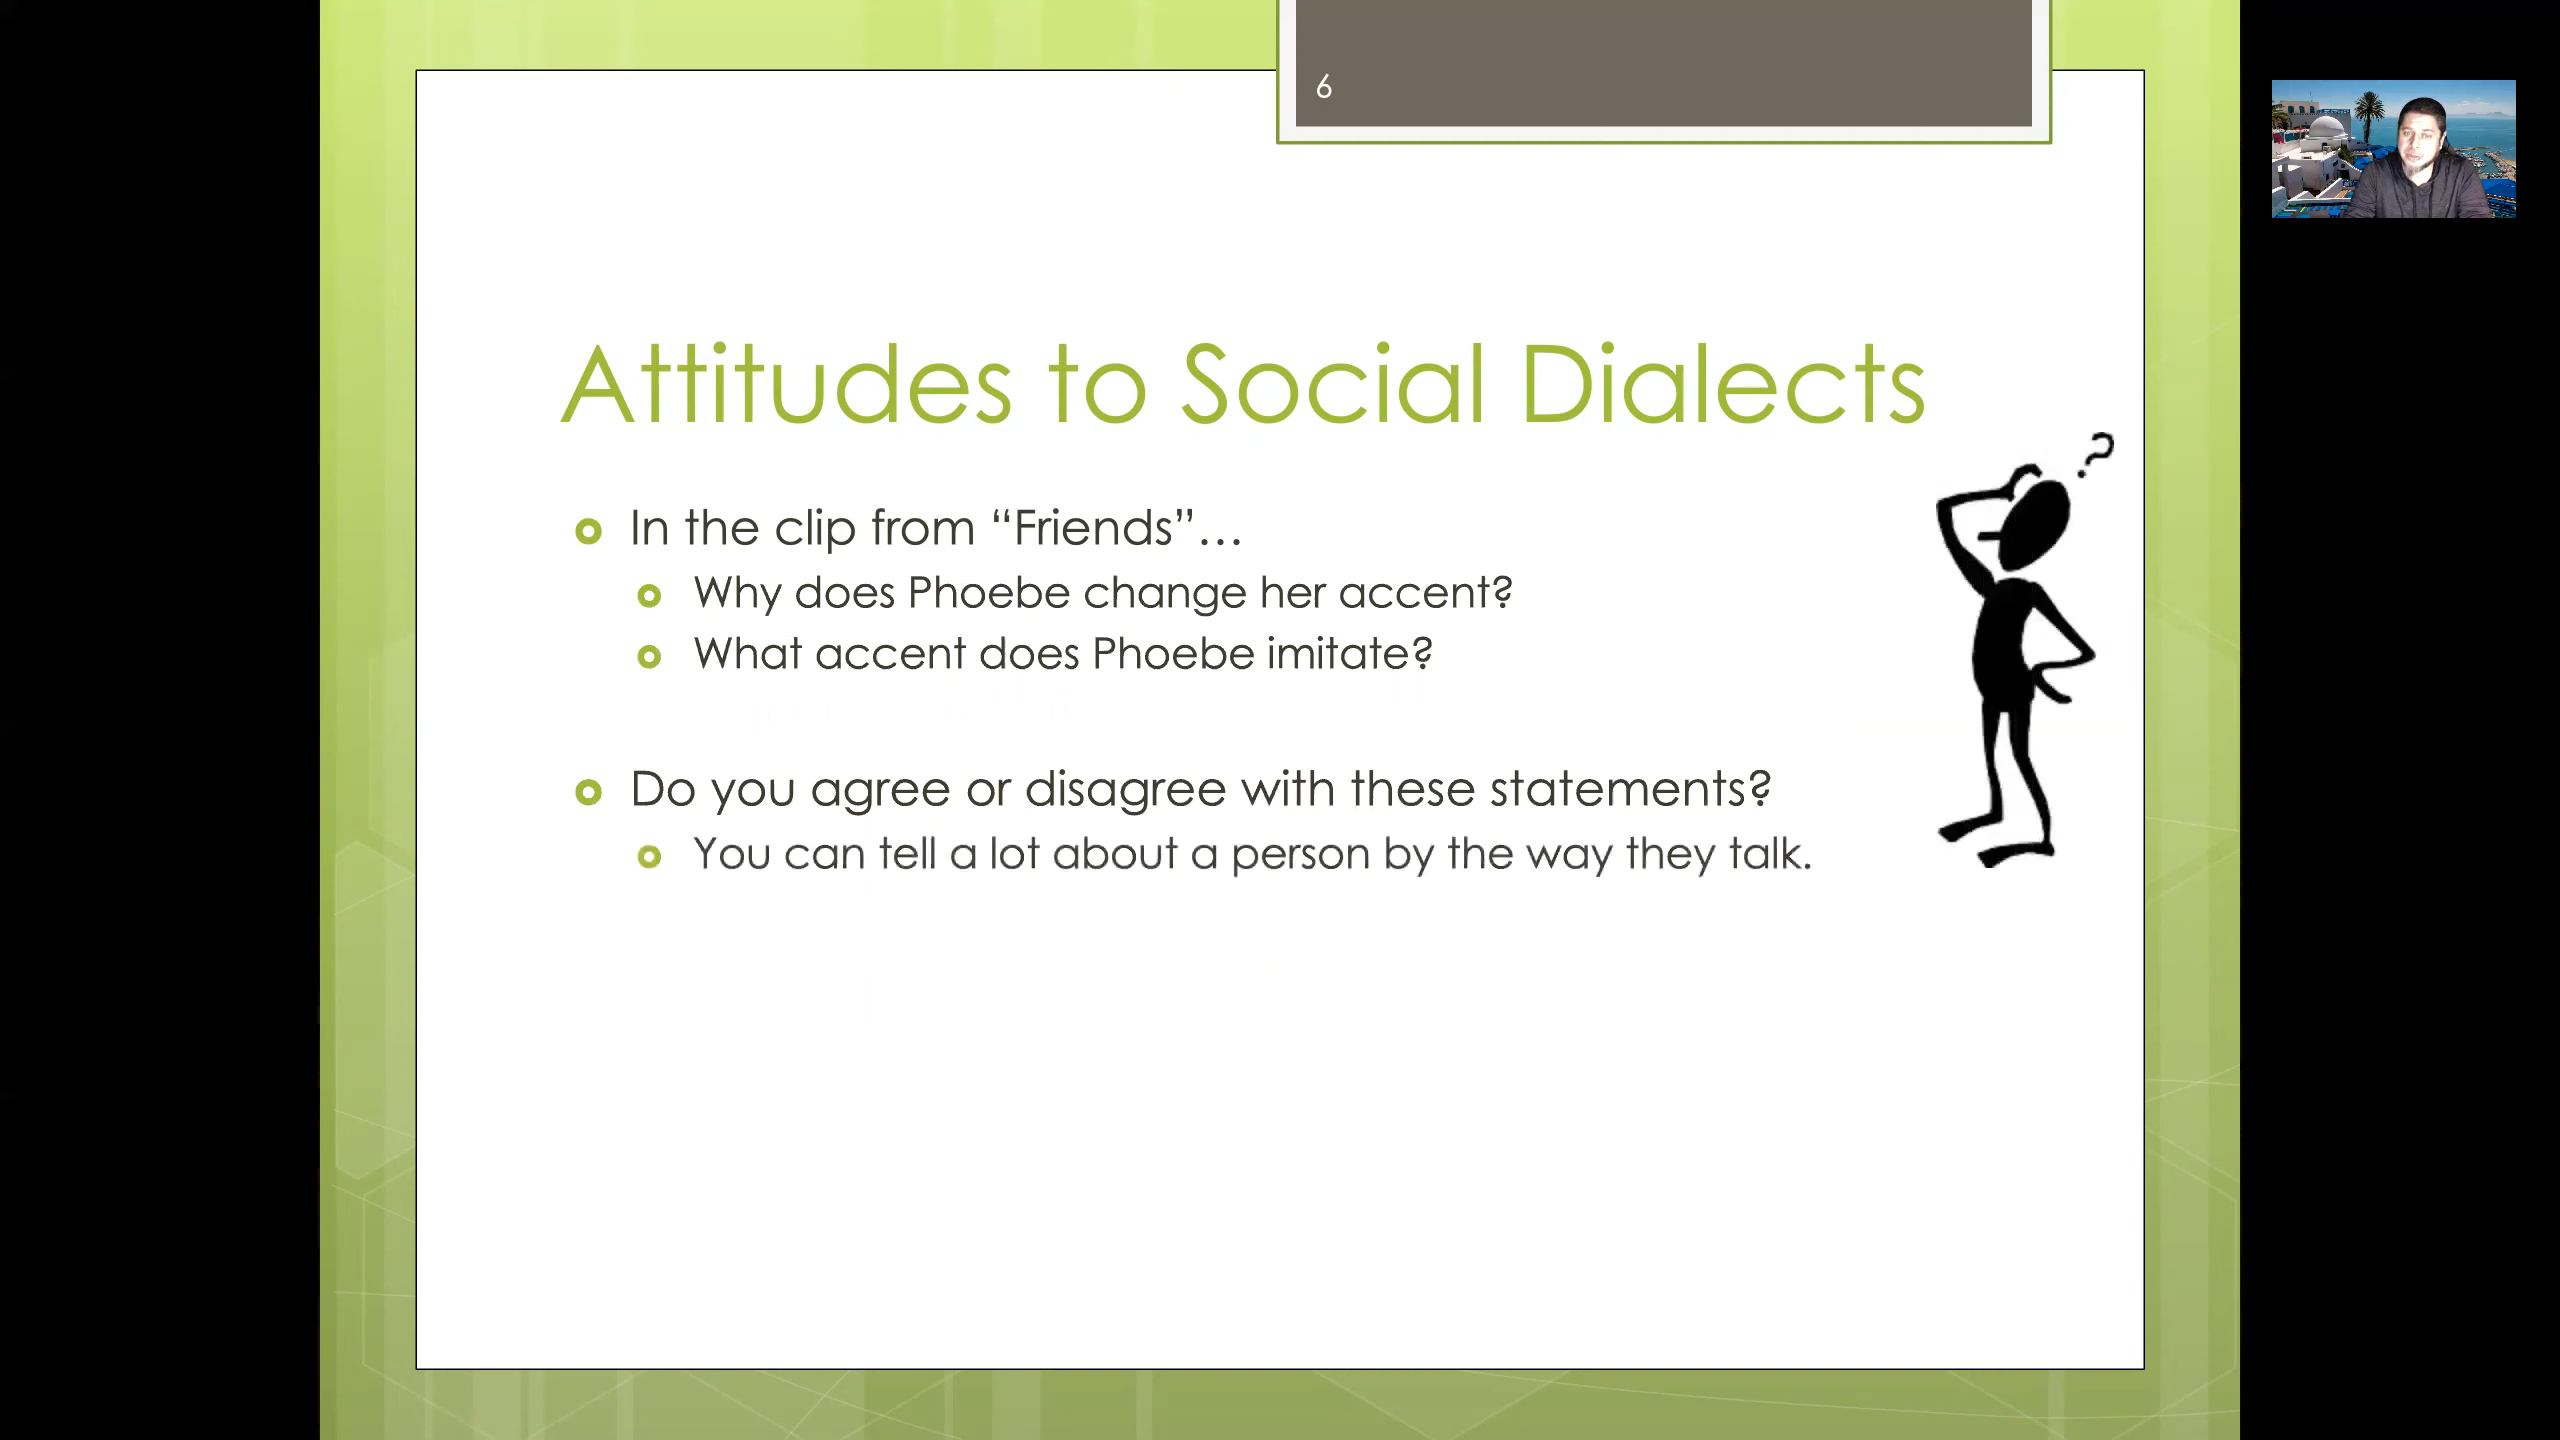 6
Attitudes to Social Dialects
?
In the clip from “Friends”…
Why does Phoebe change her accent?
What accent does Phoebe imitate?
Do you agree or disagree with these statements?
You can tell a lot about a person by the way they talk.